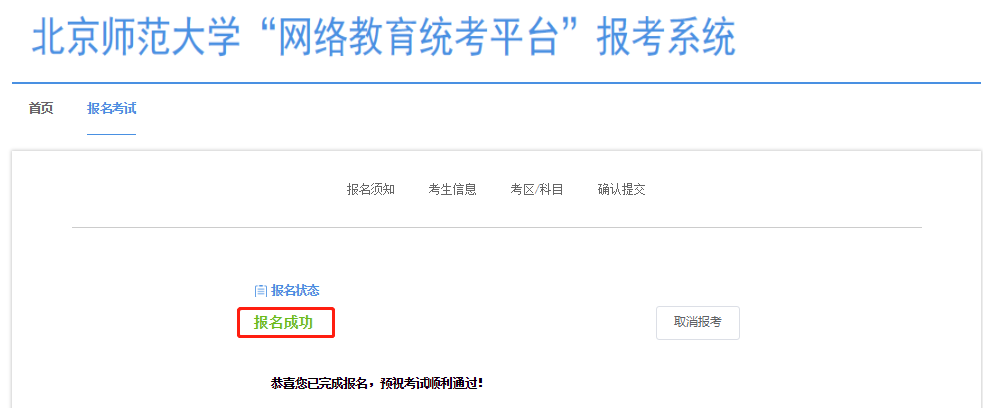 北京师范大学“网络教育统考平台”报考系统
首页 报名考试
报名须知 考生信息 考区/科目 确认提交
报名状态
报名成功 取消报考
恭喜您已完成报名，预祝考试顺利通过！